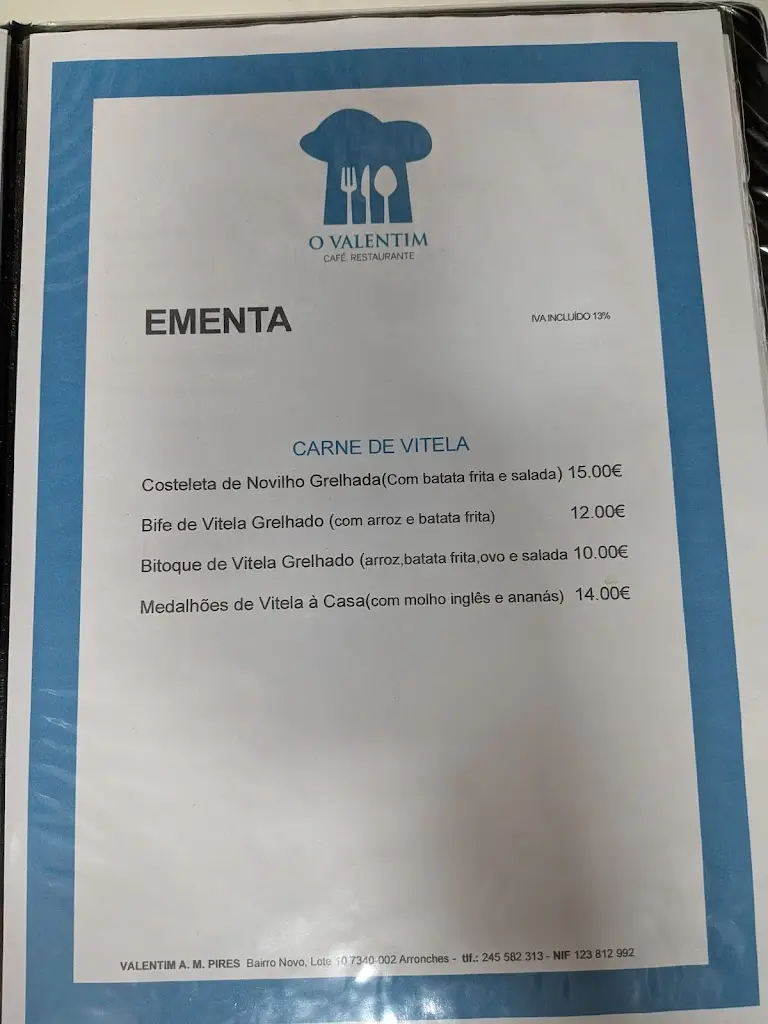 O VALENTIM
CAFÉ RESTAURANTE
EMENTA
IVA INCLUÍDO 13%
CARNE DE VITELA
Costeleta de Novilho Grelhada(Com batata frita e salada) 15.00€
Bife de Vitela Grelhado (com arroz e batata frita) 12.00€
Bitoque de Vitela Grelhado (arroz,batata frita,ovo e salada 10.00€
Medalhões de Vitela à Casa(com molho inglês e ananás) 14.00€
VALENTIM A. M. PIRES Bairro Novo, Lote 10 7340-002 Arronches - tlf.: 245 582 313 - NIF 123 812 992